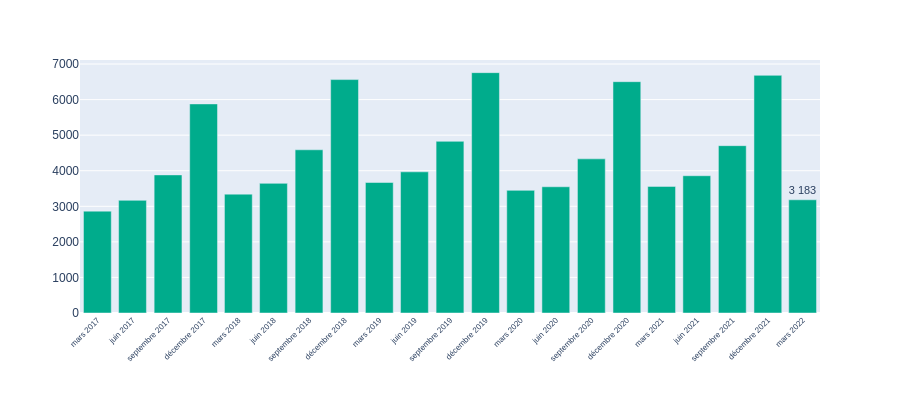 7000
6000
5000
4000
3000
2000
1000
0
3 183
mars 2017
juin 2017
septembre 2017
décembre 2017
mars 2018
juin 2018
septembre 2018
décembre 2018
mars 2019
juin 2019
septembre 2019
décembre 2019
mars 2020
juin 2020
septembre 2020
décembre 2020
mars 2021
juin 2021
septembre 2021
décembre 2021
mars 2022